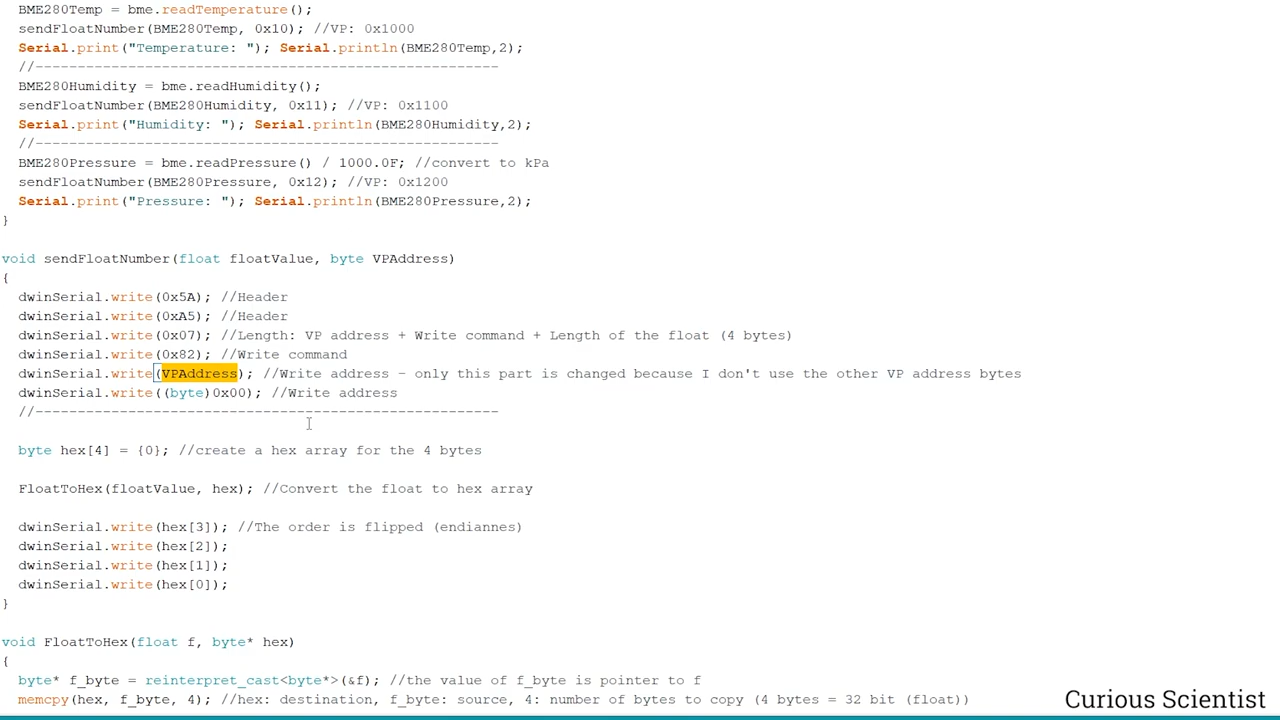 BME280Temp = bme.readTemperature();
sendFloatNumber(BME280Temp, 0x10); //VP: 0x1000
Serial.print("Temperature: "); Serial.println(BME280Temp,2);
//-------------------------------------------------------
BME280Humidity = bme.readHumidity();
sendFloatNumber(BME280Humidity, 0x11); //VP: 0x1100
Serial.print("Humidity: "); Serial.println(BME280Humidity,2);
//-------------------------------------------------------
BME280Pressure = bme.readPressure() / 1000.0F; //convert to kPa
sendFloatNumber(BME280Pressure, 0x12); //VP: 0x1200
Serial.print("Pressure: "); Serial.println(BME280Pressure,2);
}
void sendFloatNumber(float floatValue, byte VPAddress)
{
dwinSerial.write(0x5A); //Header
dwinSerial.write(0xA5); //Header
dwinSerial.write(0x07); //Length: VP address + Write command + Length of the float (4 bytes)
dwinSerial.write(0x82); //Write command
dwinSerial.write(VPAddress); //Write address - only this part is changed because I don't use the other VP address bytes
dwinSerial.write((byte)0x00); //Write address
//-------------------------------------------------------
byte hex[4] = {0}; //create a hex array for the 4 bytes
FloatToHex(floatValue, hex); //Convert the float to hex array
dwinSerial.write(hex[3]); //The order is flipped (endiannes)
dwinSerial.write(hex[2]);
dwinSerial.write(hex[1]);
dwinSerial.write(hex[0]);
}
void FloatToHex(float f, byte* hex)
{
byte* f_byte = reinterpret_cast<byte*>(&f); //the value of f_byte is pointer to f
memcpy(hex, f_byte, 4); //hex: destination, f_byte: source, 4: number of bytes to copy (4 bytes = 32 bit (float))
Curious Scientist